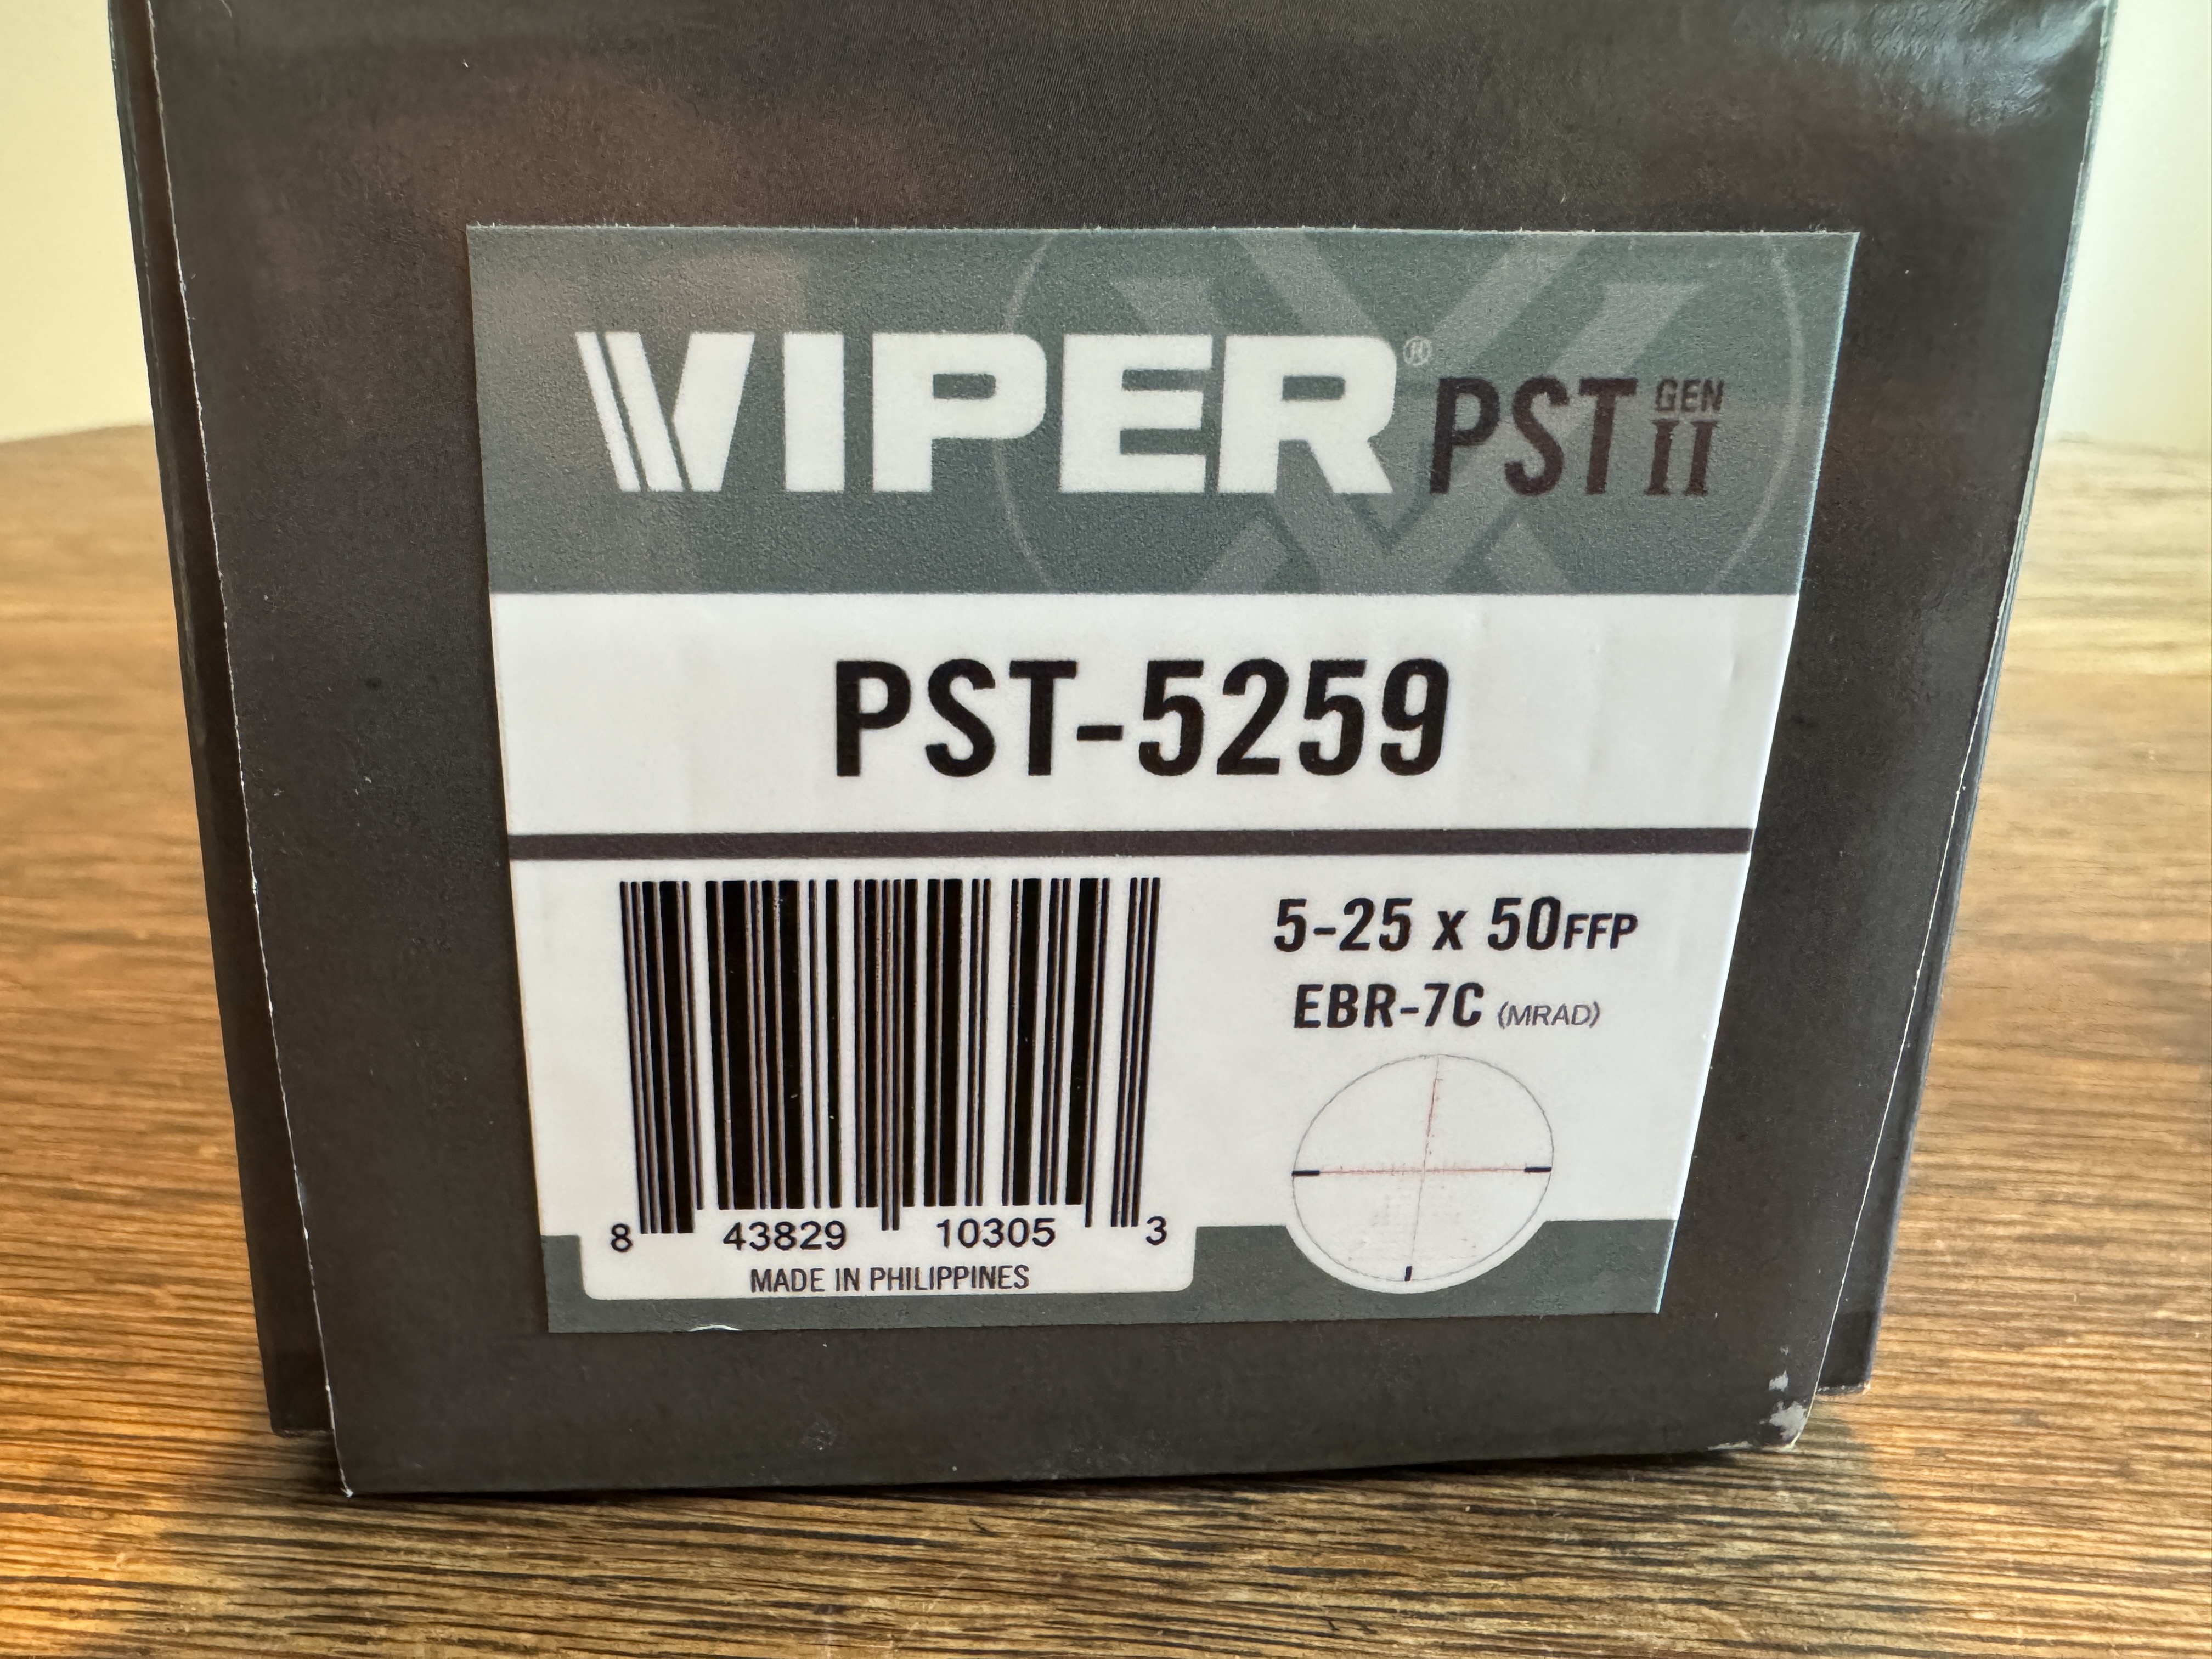 VIPER® PST GEN II
PST-5259
5-25 x 50FFP
EBR-7C (MRAD)
8 43829 10305 3
MADE IN PHILIPPINES